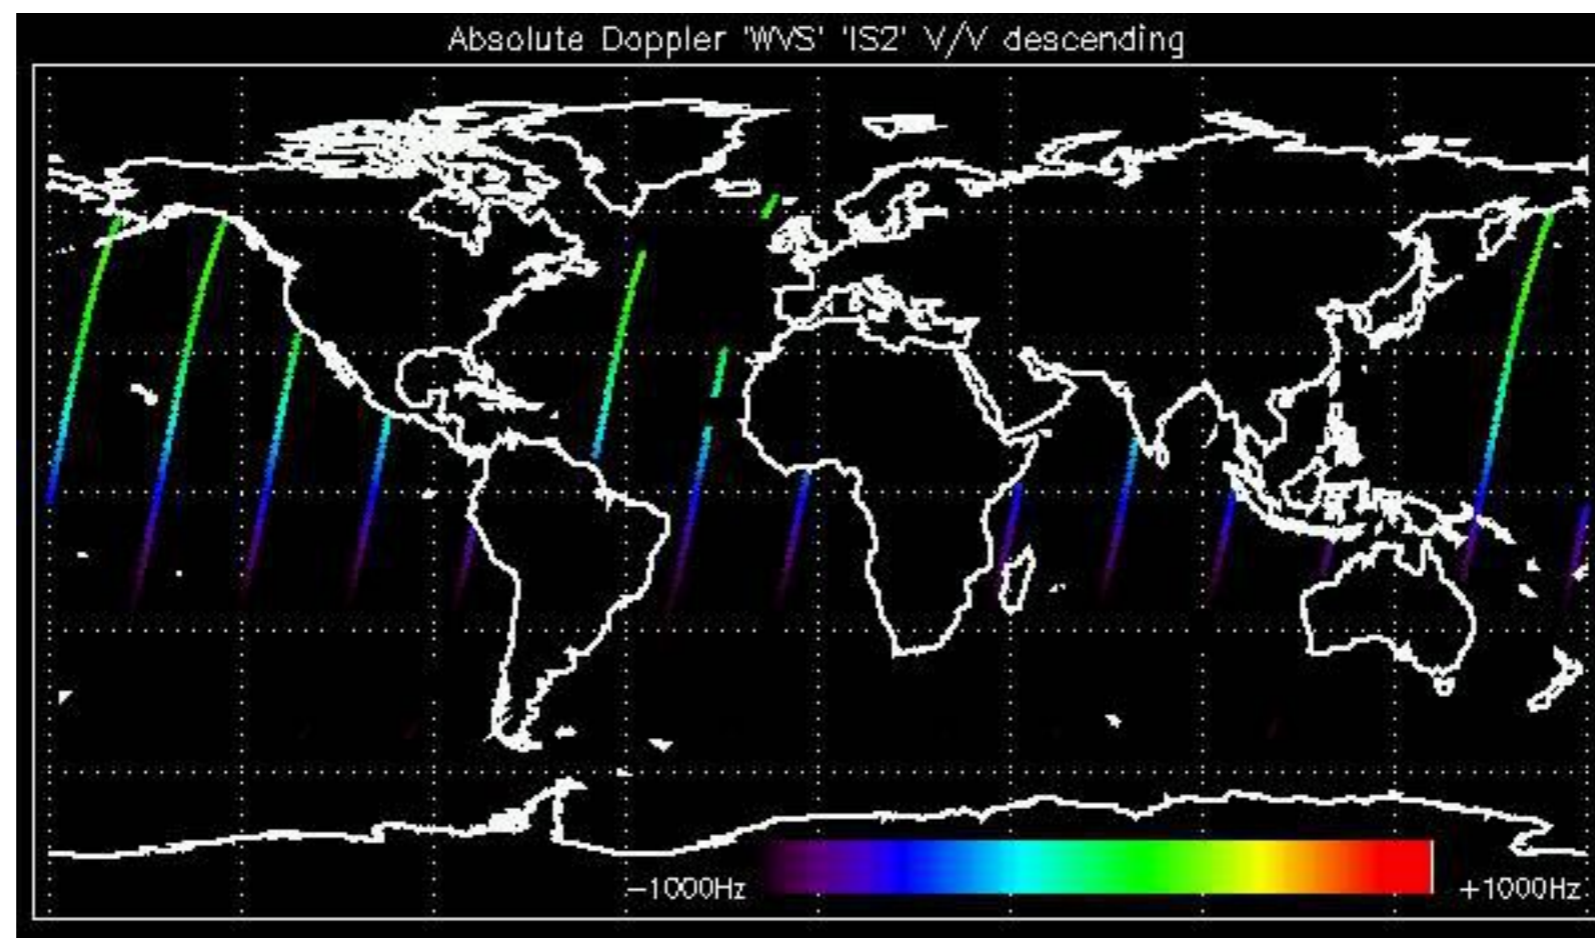 Absolute Doppler 'WVS' 'IS2' V/V descending
-1000Hz
+1000Hz